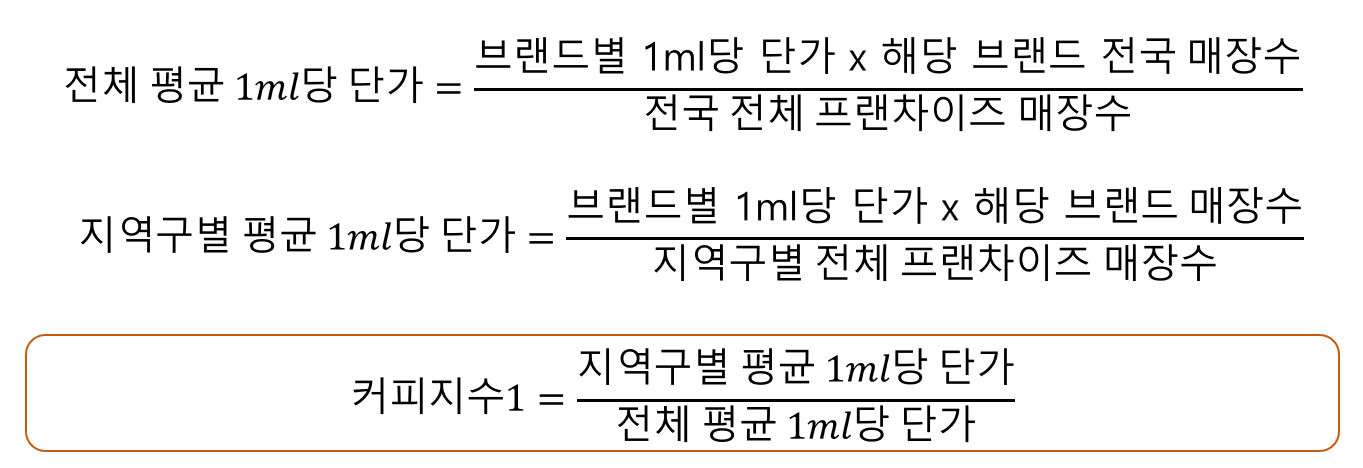 전체 평균 1ml당 단가 = 브랜드별 1ml당 단가 x 해당 브랜드 전국 매장수
전국 전체 프랜차이즈 매장수
지역구별 평균 1ml당 단가 = 브랜드별 1ml당 단가 x 해당 브랜드 매장수
지역구별 전체 프랜차이즈 매장수
커피지수1 = 지역구별 평균 1ml당 단가
전체 평균 1ml당 단가